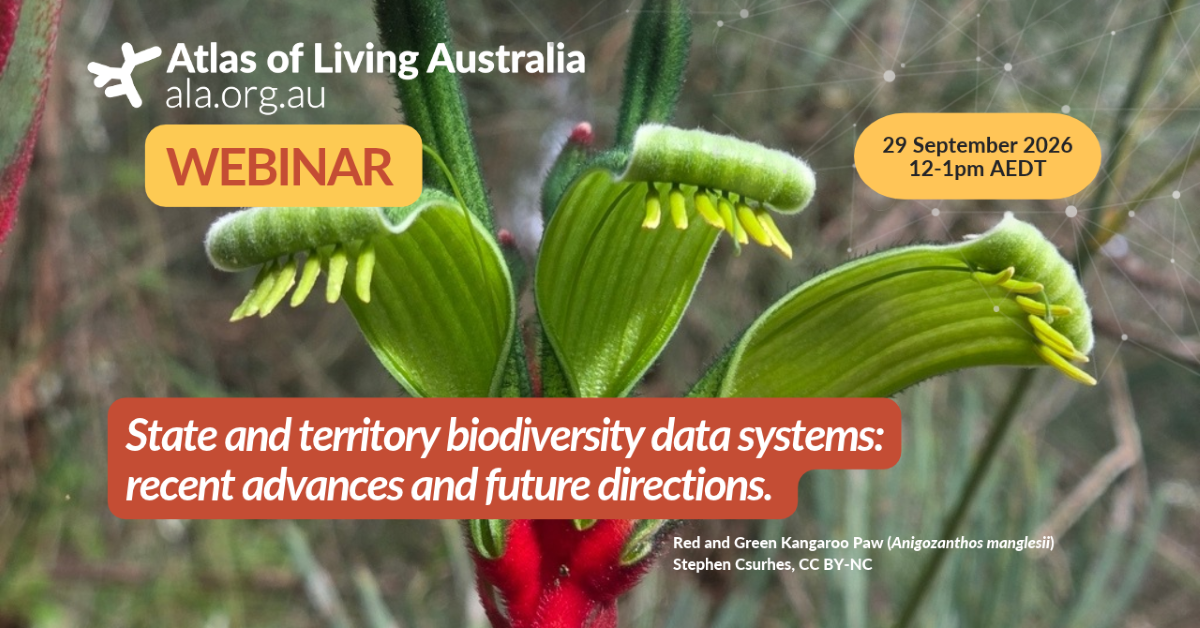 Atlas of Living Australia
ala.org.au
WEBINAR
29 September 2026
12-1pm AEDT
State and territory biodiversity data systems:
recent advances and future directions.
Red and Green Kangaroo Paw (Anigozanthos manglesii)
Stephen Csurhes, CC BY-NC